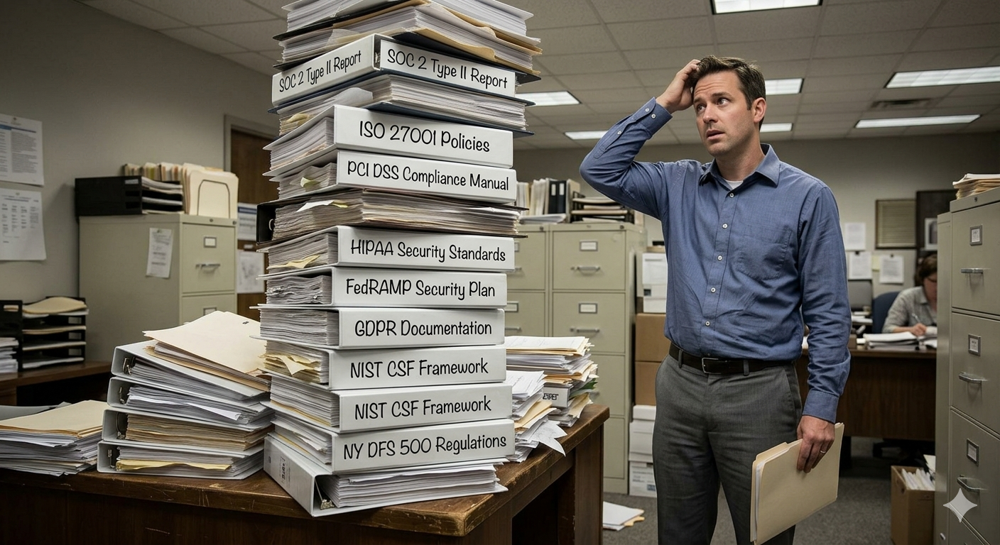 SOC 2 Type II Report
SOC 2 Type II Report
ISO 27001 Policies
PCI DSS Compliance Manual
HIPAA Security Standards
FedRAMP Security Plan
GDPR Documentation
NIST CSF Framework
NIST CSF Framework
NY DFS 500 Regulations